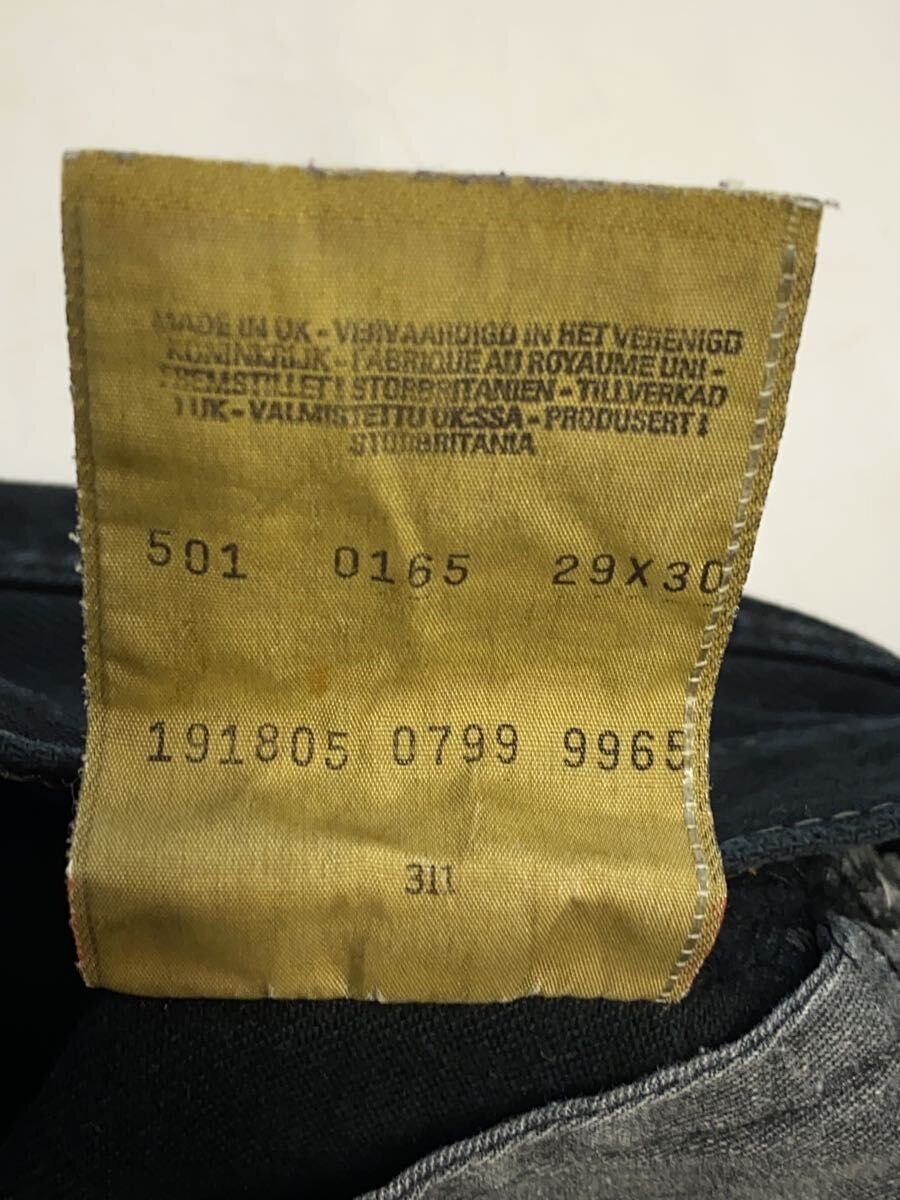 MADE IN UK - VERVAARDIGD IN HET VERENIGD
KONINKRIJK - FABRIQUE AU ROYAUME UNI -
FREMSTILLET I STORBRITANIEN - TILLVERKAD
I UK - VALMISTETTU UK:SSA - PRODUSERT I
STORBRITANIA
501 0165 29X30
191805 0799 9965
311